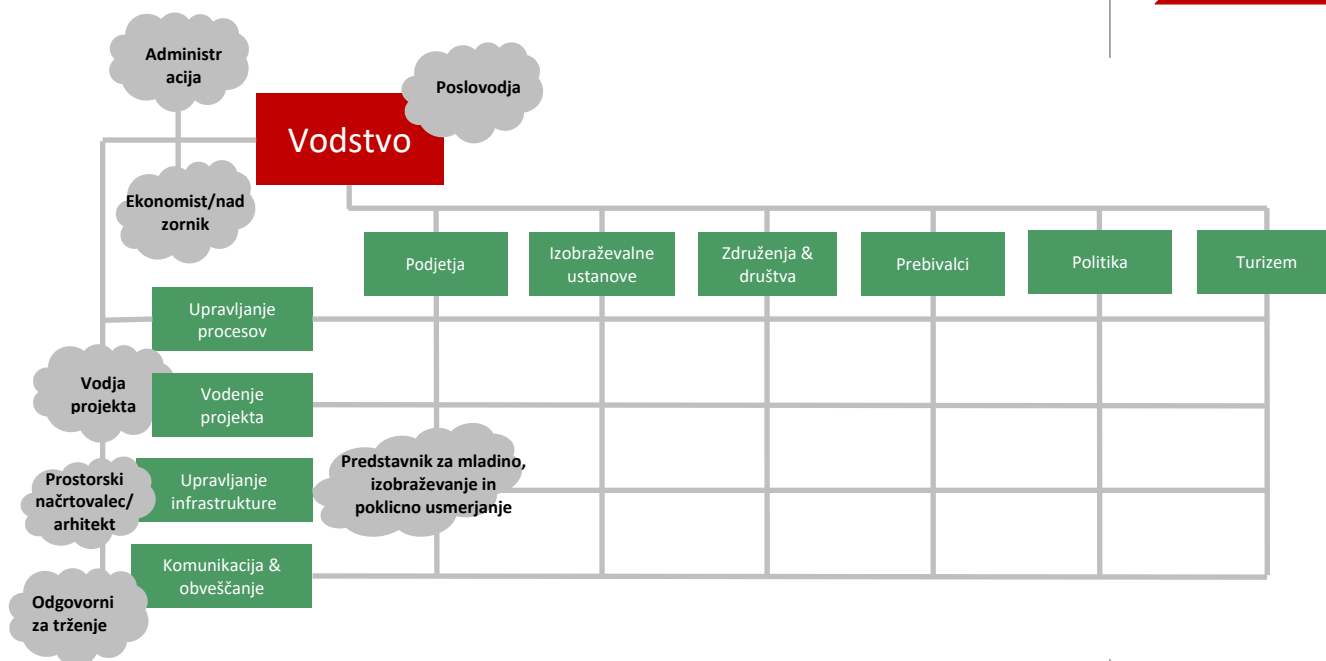 Administr
acija
Poslovodja
Vodstvo
Ekonomist/nad
zornik
Podjetja
Izobraževalne
ustanove
Združenja &
društva
Prebivalci
Politika
Turizem
Upravljanje
procesov
Vodja
projekta
Vodenje
projekta
Predstavnik za mladino,
izobraževanje in
poklicno usmerjanje
Prostorski
načrtovalec/
arhitekt
Upravljanje
infrastrukture
Komunikacija &
obveščanje
Odgovorni
za trženje